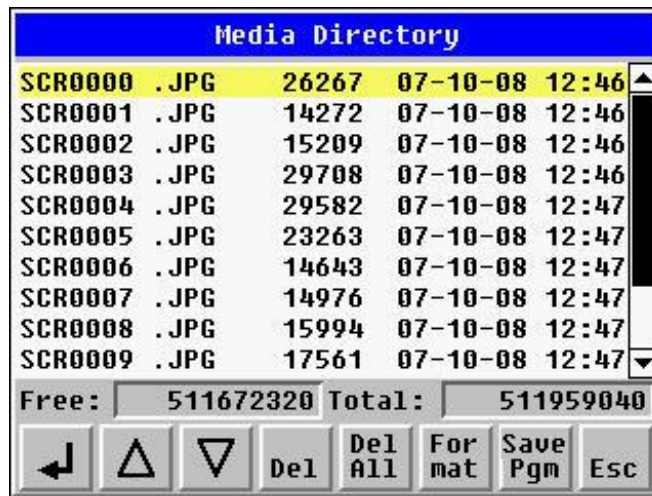 Media Directory
SCR0000 .JPG 26267 07-10-08 12:46
SCR0001 .JPG 14272 07-10-08 12:46
SCR0002 .JPG 15209 07-10-08 12:46
SCR0003 .JPG 29708 07-10-08 12:46
SCR0004 .JPG 29582 07-10-08 12:47
SCR0005 .JPG 23263 07-10-08 12:47
SCR0006 .JPG 14643 07-10-08 12:47
SCR0007 .JPG 14976 07-10-08 12:47
SCR0008 .JPG 15994 07-10-08 12:47
SCR0009 .JPG 17561 07-10-08 12:47
Free: 511672320 Total: 511959040
Del
Del
All
For
mat
Save
Pgm
Esc